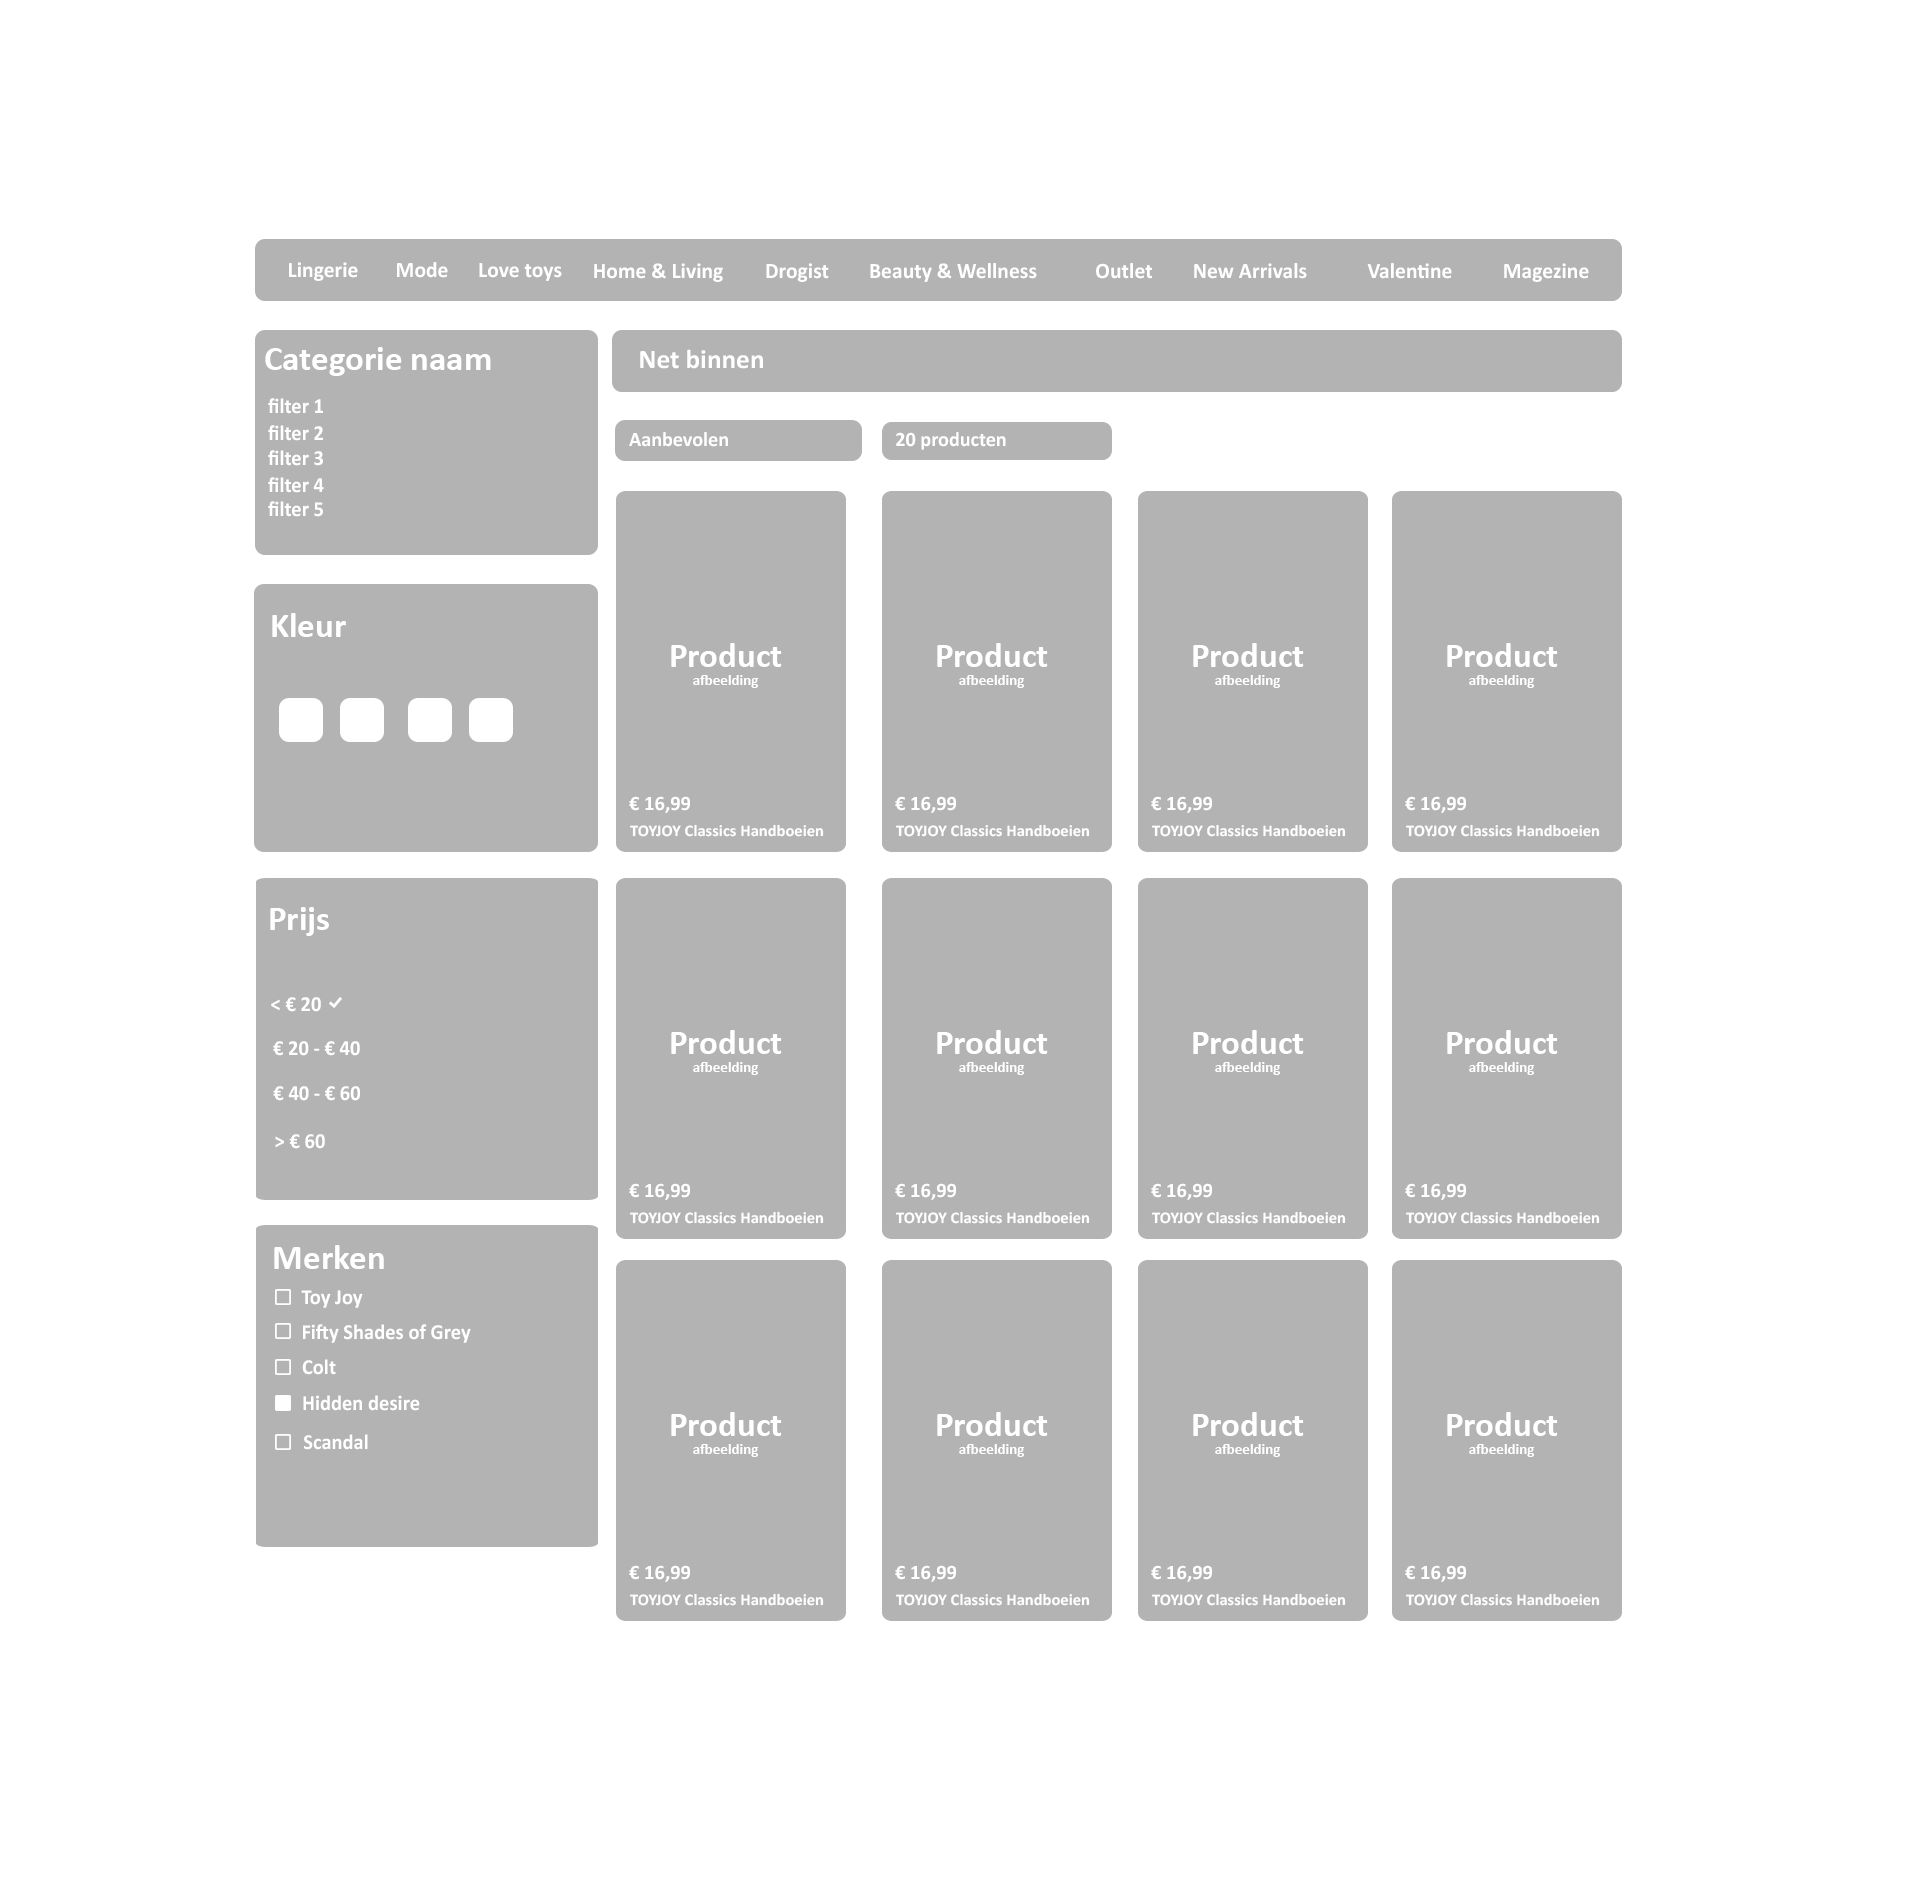 Lingerie Mode Love toys Home & Living Drogist Beauty & Wellness Outlet New Arrivals Valentine Magezine
Categorie naam
filter 1
filter 2
filter 3
filter 4
filter 5
Kleur
Prijs
< € 20
€ 20 - € 40
€ 40 - € 60
> € 60
Merken
Toy Joy
Fifty Shades of Grey
Colt
Hidden desire
Scandal
Net binnen
Aanbevolen 20 producten
Product Product Product Product
afbeelding afbeelding afbeelding afbeelding
€ 16,99 € 16,99 € 16,99 € 16,99
TOYJOY Classics Handboeien TOYJOY Classics Handboeien TOYJOY Classics Handboeien TOYJOY Classics Handboeien
Product Product Product Product
afbeelding afbeelding afbeelding afbeelding
€ 16,99 € 16,99 € 16,99 € 16,99
TOYJOY Classics Handboeien TOYJOY Classics Handboeien TOYJOY Classics Handboeien TOYJOY Classics Handboeien
Product Product Product Product
afbeelding afbeelding afbeelding afbeelding
€ 16,99 € 16,99 € 16,99 € 16,99
TOYJOY Classics Handboeien TOYJOY Classics Handboeien TOYJOY Classics Handboeien TOYJOY Classics Handboeien